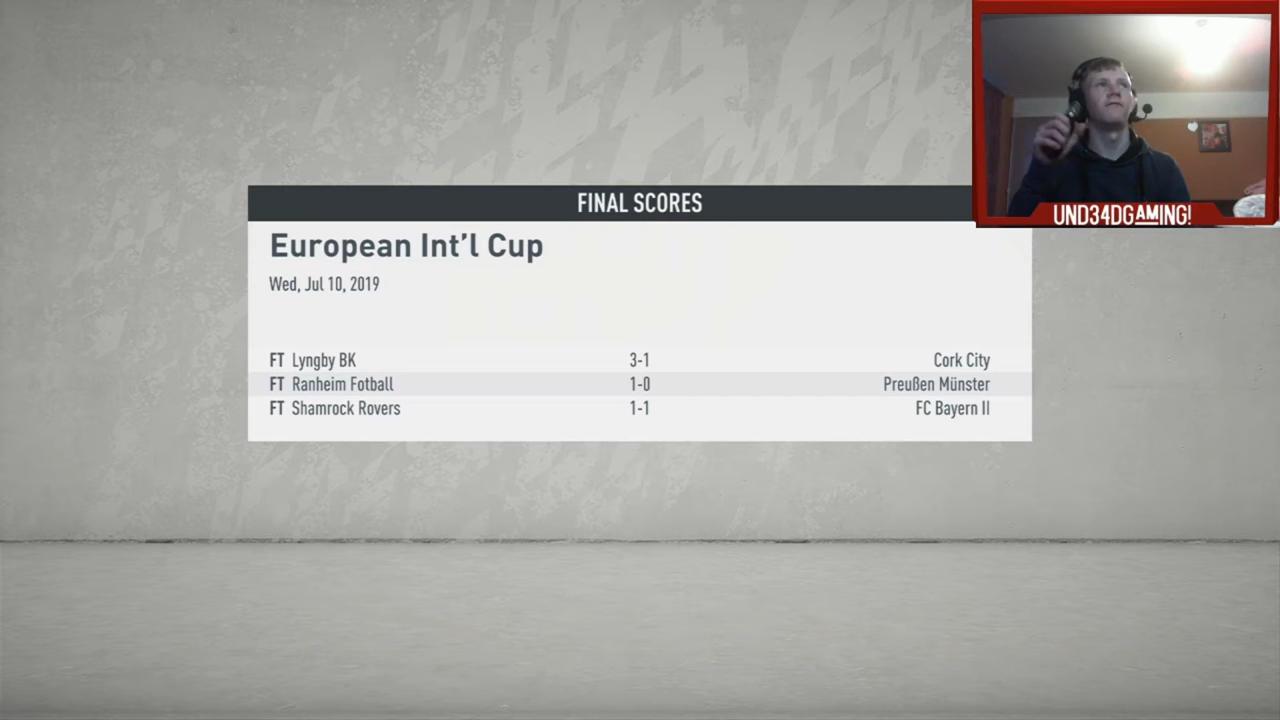 FINAL SCORES
European Int'l Cup
Wed, Jul 10, 2019
FT Lyngby BK 3-1 Cork City
FT Ranheim Fotball 1-0 Preußen Münster
FT Shamrock Rovers 1-1 FC Bayern II
UND34DGAMING!